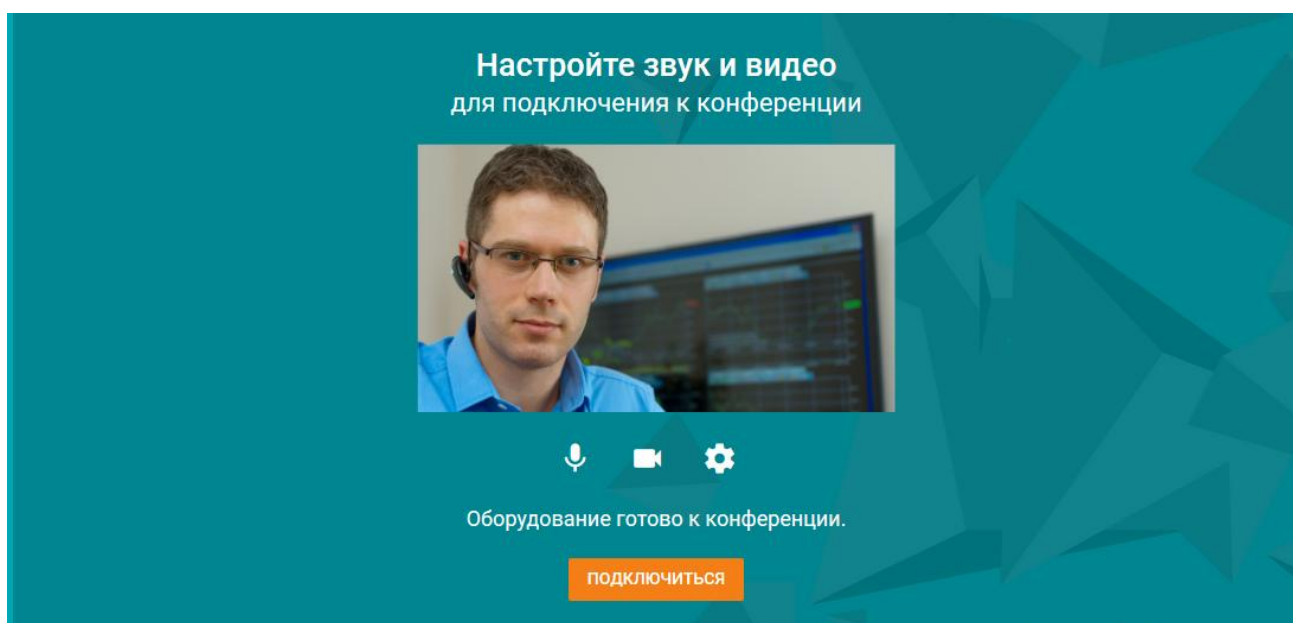 Настройте звук и видео
для подключения к конференции
Оборудование готово к конференции.
ПОДКЛЮЧИТЬСЯ